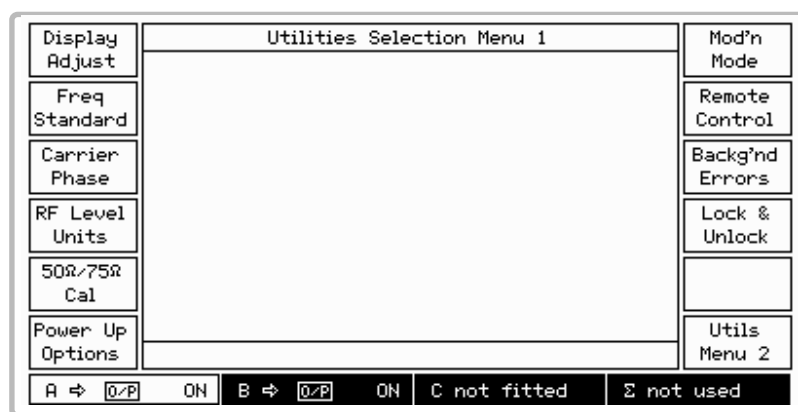 Utilities Selection Menu 1
Display
Adjust
Freq
Standard
Carrier
Phase
RF Level
Units
50Ω/75Ω
Cal
Power Up
Options
Mod'n
Mode
Remote
Control
Backg'nd
Errors
Lock &
Unlock
Utils
Menu 2
A ⇨ O/P ON
B ⇨ O/P ON
C not fitted
Σ not used